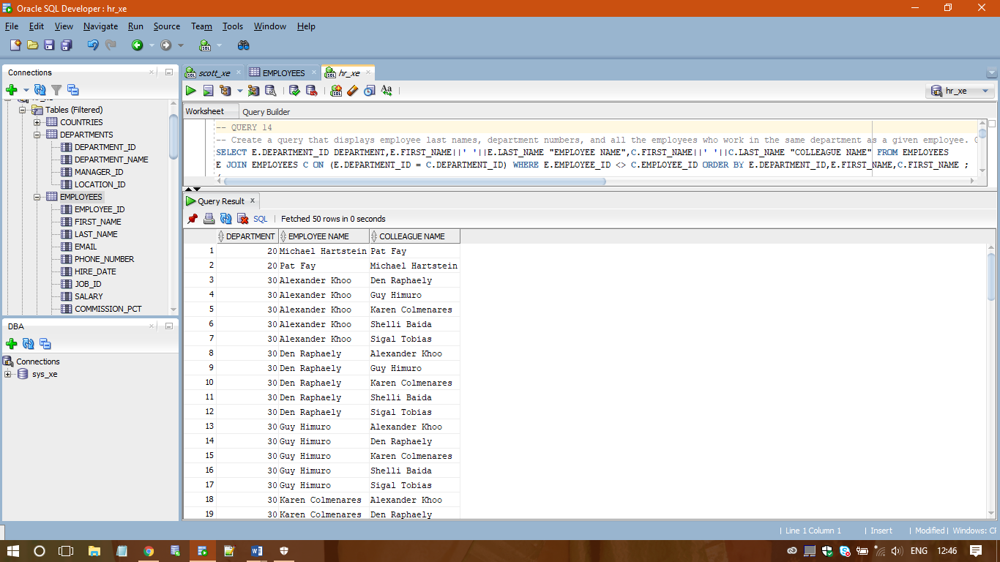 Oracle SQL Developer : hr_xe
File Edit View Navigate Run Source Team Tools Window Help
Connections
Tables (Filtered)
COUNTRIES
DEPARTMENTS
DEPARTMENT_ID
DEPARTMENT_NAME
MANAGER_ID
LOCATION_ID
EMPLOYEES
EMPLOYEE_ID
FIRST_NAME
LAST_NAME
EMAIL
PHONE_NUMBER
HIRE_DATE
JOB_ID
SALARY
COMMISSION_PCT
DBA
Connections
sys_xe
scott_xe EMPLOYEES hr_xe
hr_xe
Worksheet Query Builder
-- QUERY 14
-- Create a query that displays employee last names, department numbers, and all the employees who work in the same department as a given employee.
SELECT E.DEPARTMENT_ID DEPARTMENT,E.FIRST_NAME||' '||E.LAST_NAME "EMPLOYEE NAME",C.FIRST_NAME||' '||C.LAST_NAME "COLLEAGUE NAME" FROM EMPLOYEES
E JOIN EMPLOYEES C ON (E.DEPARTMENT_ID = C.DEPARTMENT_ID) WHERE E.EMPLOYEE_ID <> C.EMPLOYEE_ID ORDER BY E.DEPARTMENT_ID,E.FIRST_NAME,C.FIRST_NAME ;
Query Result x
SQL | Fetched 50 rows in 0 seconds
DEPARTMENT EMPLOYEE NAME COLLEAGUE NAME
1 20 Michael Hartstein Pat Fay
2 20 Pat Fay Michael Hartstein
3 30 Alexander Khoo Den Raphaely
4 30 Alexander Khoo Guy Himuro
5 30 Alexander Khoo Karen Colmenares
6 30 Alexander Khoo Shelli Baida
7 30 Alexander Khoo Sigal Tobias
8 30 Den Raphaely Alexander Khoo
9 30 Den Raphaely Guy Himuro
10 30 Den Raphaely Karen Colmenares
11 30 Den Raphaely Shelli Baida
12 30 Den Raphaely Sigal Tobias
13 30 Guy Himuro Alexander Khoo
14 30 Guy Himuro Den Raphaely
15 30 Guy Himuro Karen Colmenares
16 30 Guy Himuro Shelli Baida
17 30 Guy Himuro Sigal Tobias
18 30 Karen Colmenares Alexander Khoo
19 30 Karen Colmenares Den Raphaely
| Line 1 Column 1 | Insert | Modified | Windows: CF
ENG 12:46